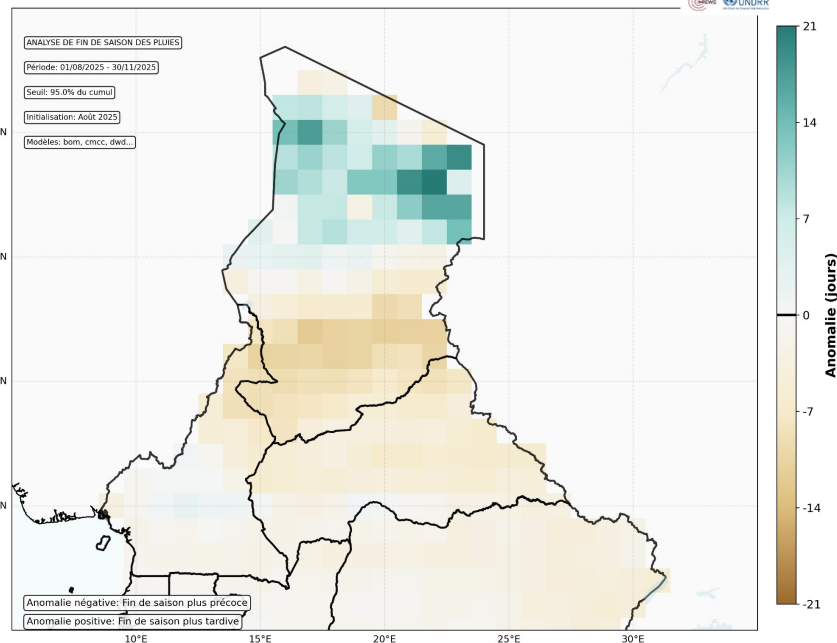 NEWS UNDRR
ANALYSE DE FIN DE SAISON DES PLUIES
Période: 01/08/2025 - 30/11/2025
Seuil: 95.0% du cumul
Initialisation: Août 2025
Modèles: bom, cmcc, dwd...
N
N
N
N
21
14
7
0
-7
-14
-21
Anomalie (jours)
Anomalie négative: Fin de saison plus précoce
Anomalie positive: Fin de saison plus tardive
10°E
15°E
20°E
25°E
30°E